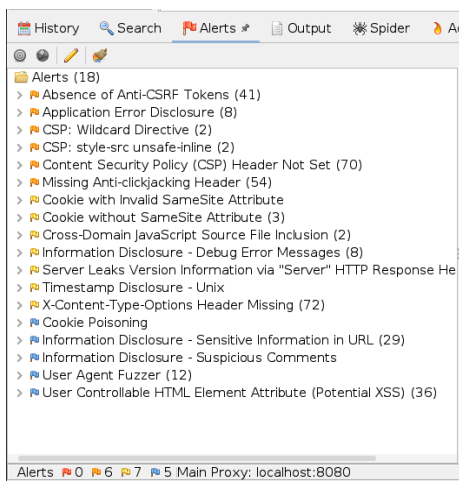 History Search Alerts Output Spider
Alerts (18)
Absence of Anti-CSRF Tokens (41)
Application Error Disclosure (8)
CSP: Wildcard Directive (2)
CSP: style-src unsafe-inline (2)
Content Security Policy (CSP) Header Not Set (70)
Missing Anti-clickjacking Header (54)
Cookie with Invalid SameSite Attribute
Cookie without SameSite Attribute (3)
Cross-Domain JavaScript Source File Inclusion (2)
Information Disclosure - Debug Error Messages (8)
Server Leaks Version Information via "Server" HTTP Response He
Timestamp Disclosure - Unix
X-Content-Type-Options Header Missing (72)
Cookie Poisoning
Information Disclosure - Sensitive Information in URL (29)
Information Disclosure - Suspicious Comments
User Agent Fuzzer (12)
User Controllable HTML Element Attribute (Potential XSS) (36)
Alerts 0 6 7 5 Main Proxy: localhost:8080